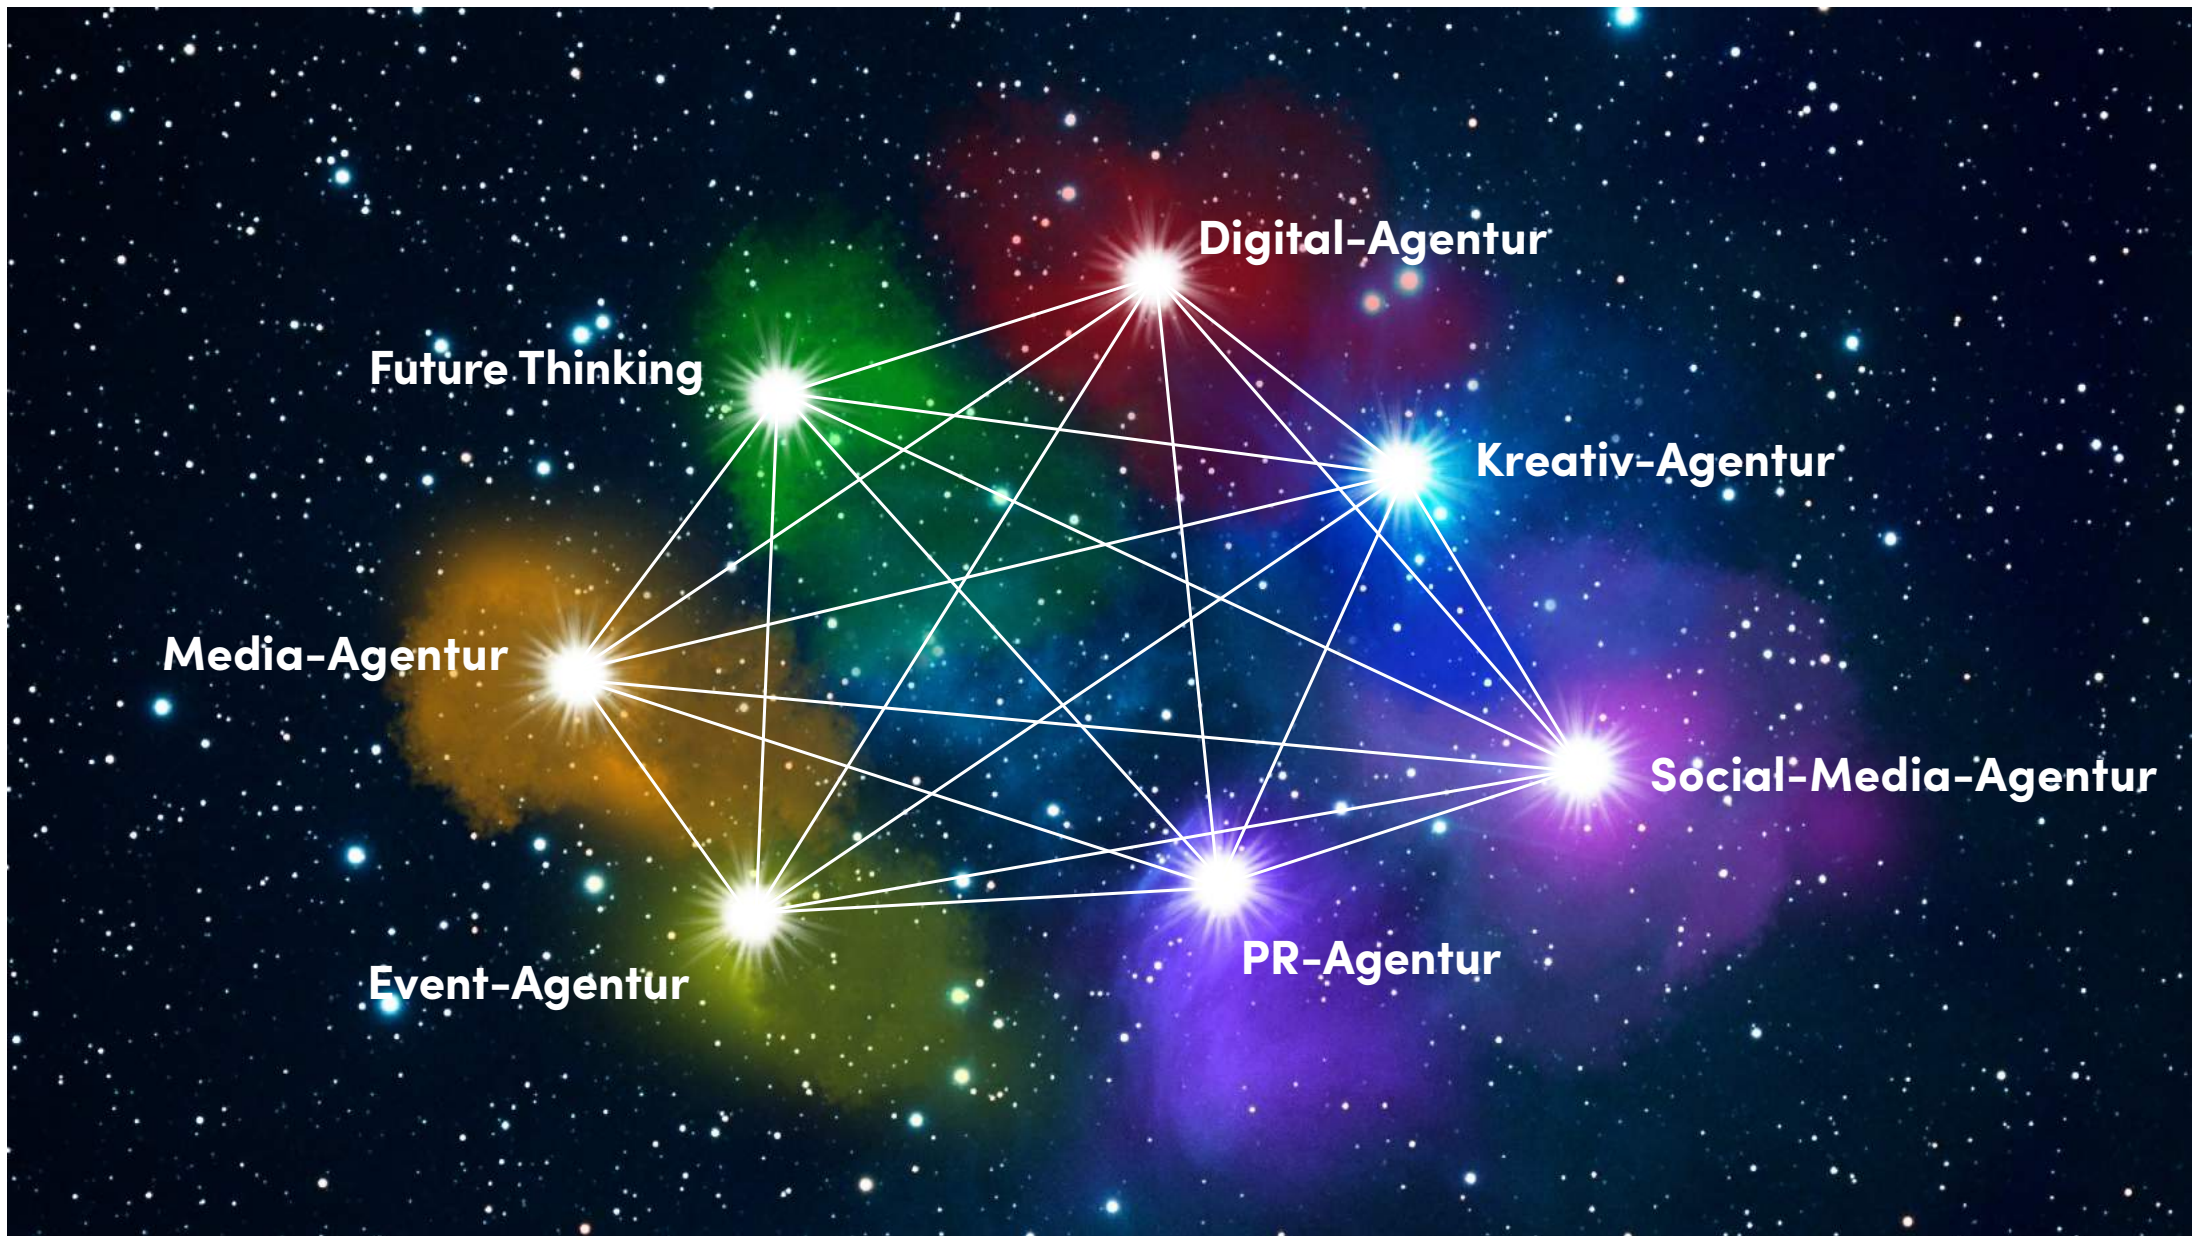 Digital-Agentur
Future Thinking
Kreativ-Agentur
Media-Agentur
Social-Media-Agentur
PR-Agentur
Event-Agentur